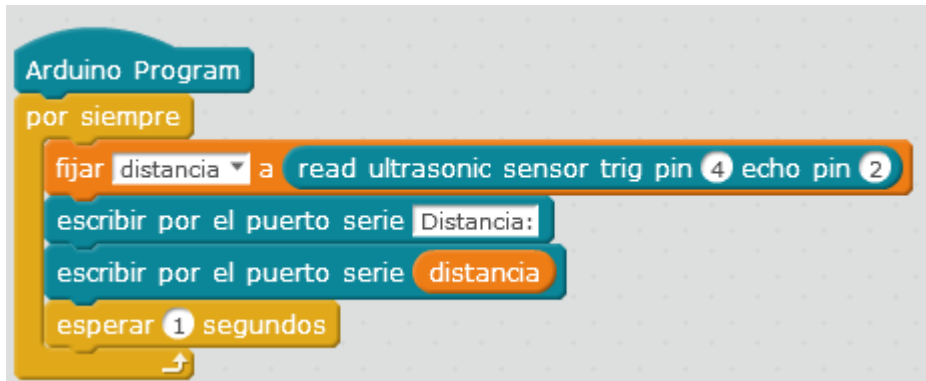 Arduino Program
por siempre
fijar distancia a read ultrasonic sensor trig pin 4 echo pin 2
escribir por el puerto serie Distancia:
escribir por el puerto serie distancia
esperar 1 segundos